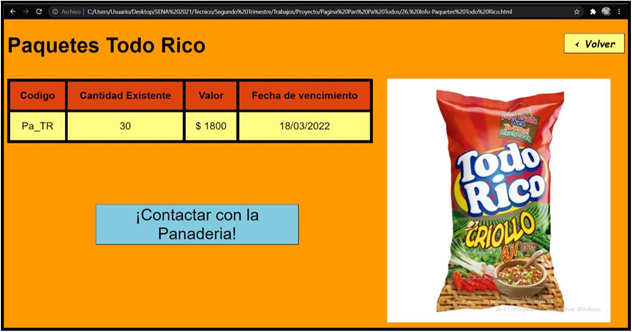 Archivo | C:/Users/Usuario/Desktop/SENA%202021/Tecnico/Segundo%20Trimestre/Trabajos/Proyecto/Pagina%20Pan%20Pa%20Todos/26.%20Info-Paquetes%20Todo%20Rico.html
Paquetes Todo Rico
< Volver
Codigo Cantidad Existente Valor Fecha de vencimiento
Pa_TR 30 $ 1800 18/03/2022
¡Contactar con la
Panaderia!
Todo
Rico
CRIOLLO
Ají